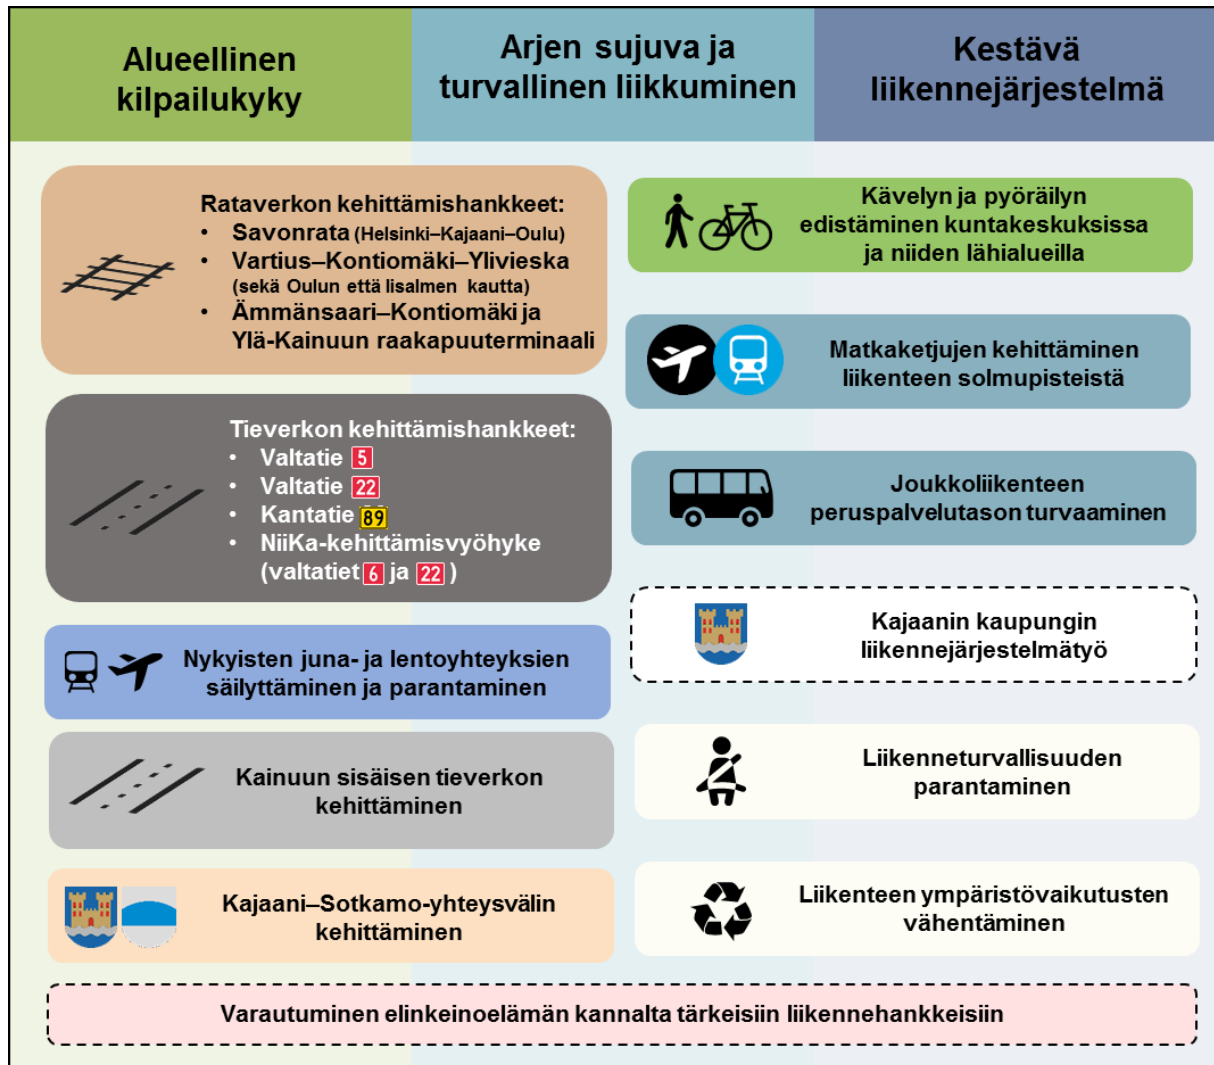 Alueellinen
kilpailukyky
Arjen sujuva ja
turvallinen liikkuminen
Kestävä
liikennejärjestelmä
Rataverkon kehittämishankkeet:
• Savonrata (Helsinki–Kajaani–Oulu)
• Vartius–Kontiomäki–Ylivieska
(sekä Oulun että Iisalmen kautta)
• Ämmänsaari–Kontiomäki ja
Ylä-Kainuun raakapuuterminaali
Tieverkon kehittämishankkeet:
• Valtatie 5
• Valtatie 22
• Kantatie 89
• NiiKa-kehittämisvyöhyke
(valtatiet 6 ja 22 )
Nykyisten juna- ja lentoyhteyksien
säilyttäminen ja parantaminen
Kainuun sisäisen tieverkon
kehittäminen
Kajaani–Sotkamo-yhteysvälin
kehittäminen
Kävelyn ja pyöräilyn
edistäminen kuntakeskuksissa
ja niiden lähialueilla
Matkaketjujen kehittäminen
liikenteen solmupisteistä
Joukkoliikenteen
peruspalvelutason turvaaminen
Kajaanin kaupungin
liikennejärjestelmätyö
Liikenneturvallisuuden
parantaminen
Liikenteen ympäristövaikutusten
vähentäminen
Varautuminen elinkeinoelämän kannalta tärkeisiin liikennehankkeisiin